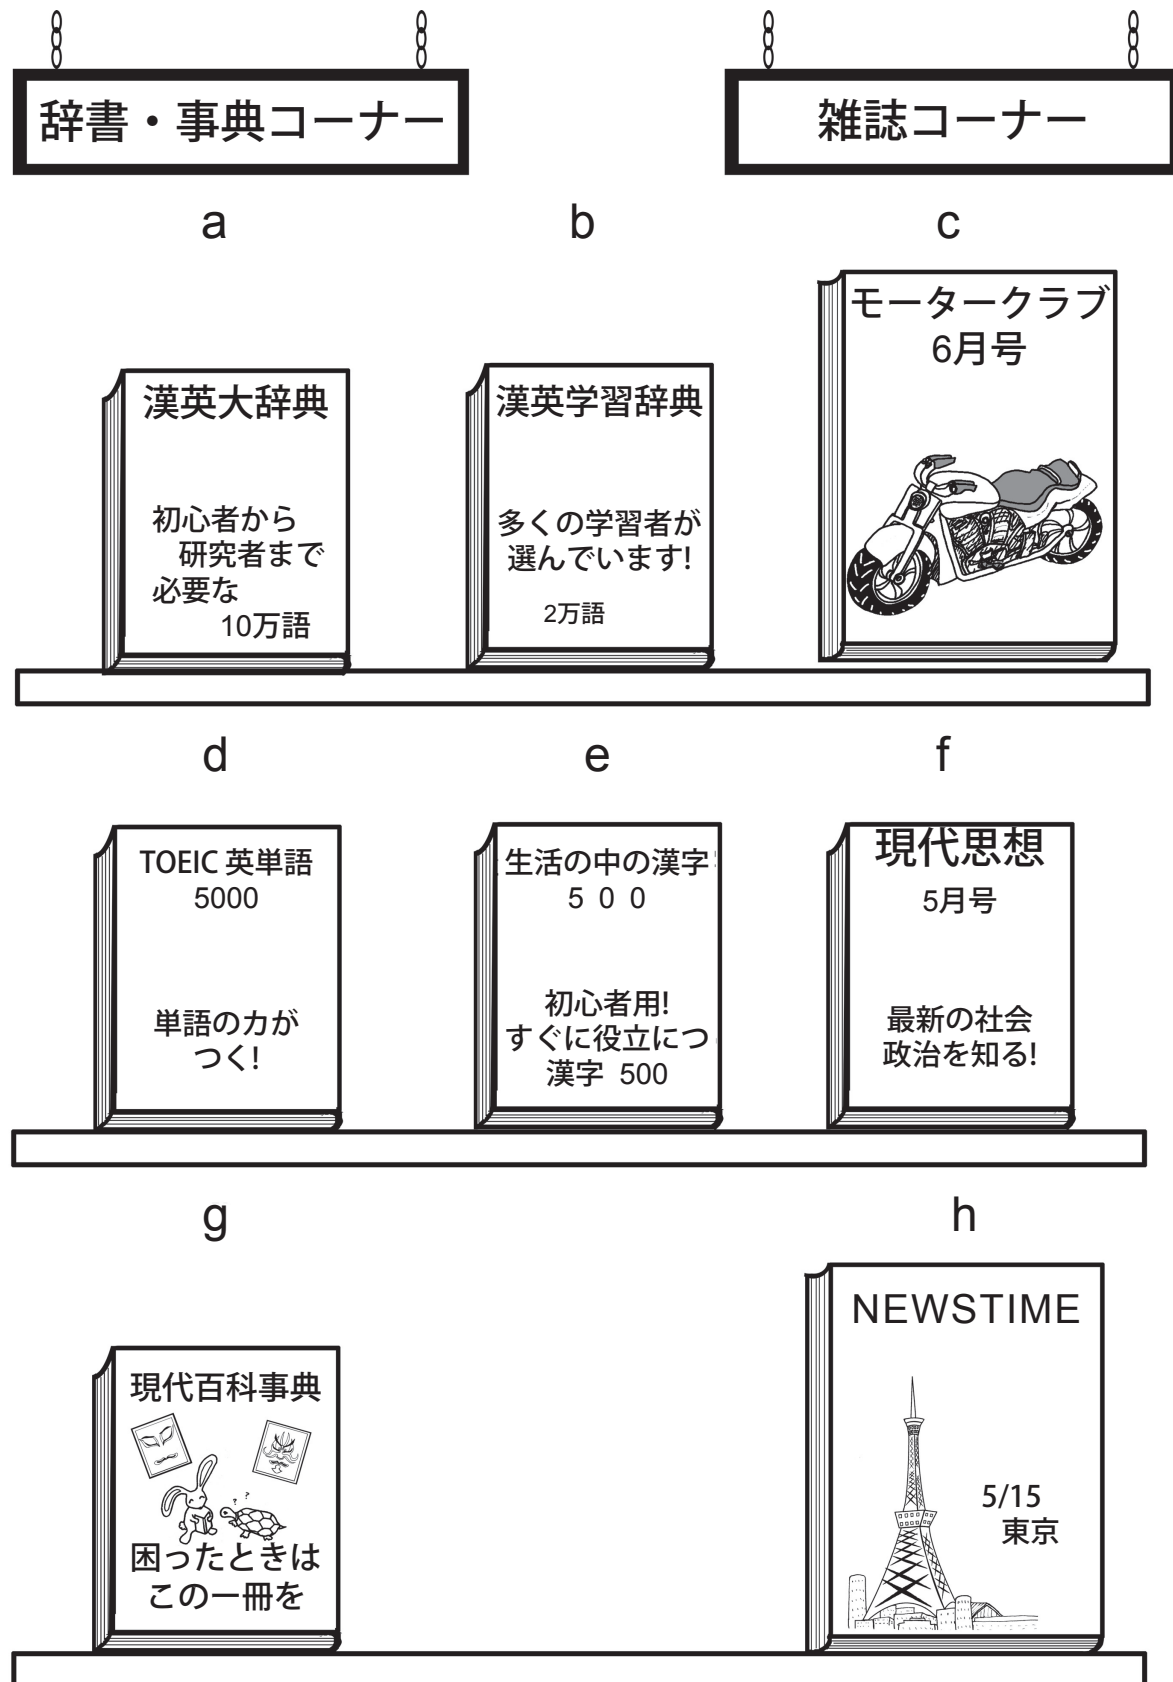 辞書・事典コーナー
雑誌コーナー
a
b
c
漢英大辞典
初心者から
研究者まで
必要な
10万語
漢英学習辞典
多くの学習者が
選んでいます!
2万語
モータークラブ
6月号
d
e
f
TOEIC 英単語
5000
単語の力が
つく!
生活の中の漢字
5 0 0
初心者用!
すぐに役立につ
漢字 500
現代思想
5月号
最新の社会
政治を知る!
g
h
現代百科事典
? ?
困ったときは
この一冊を
NEWSTIME
5/15
東京